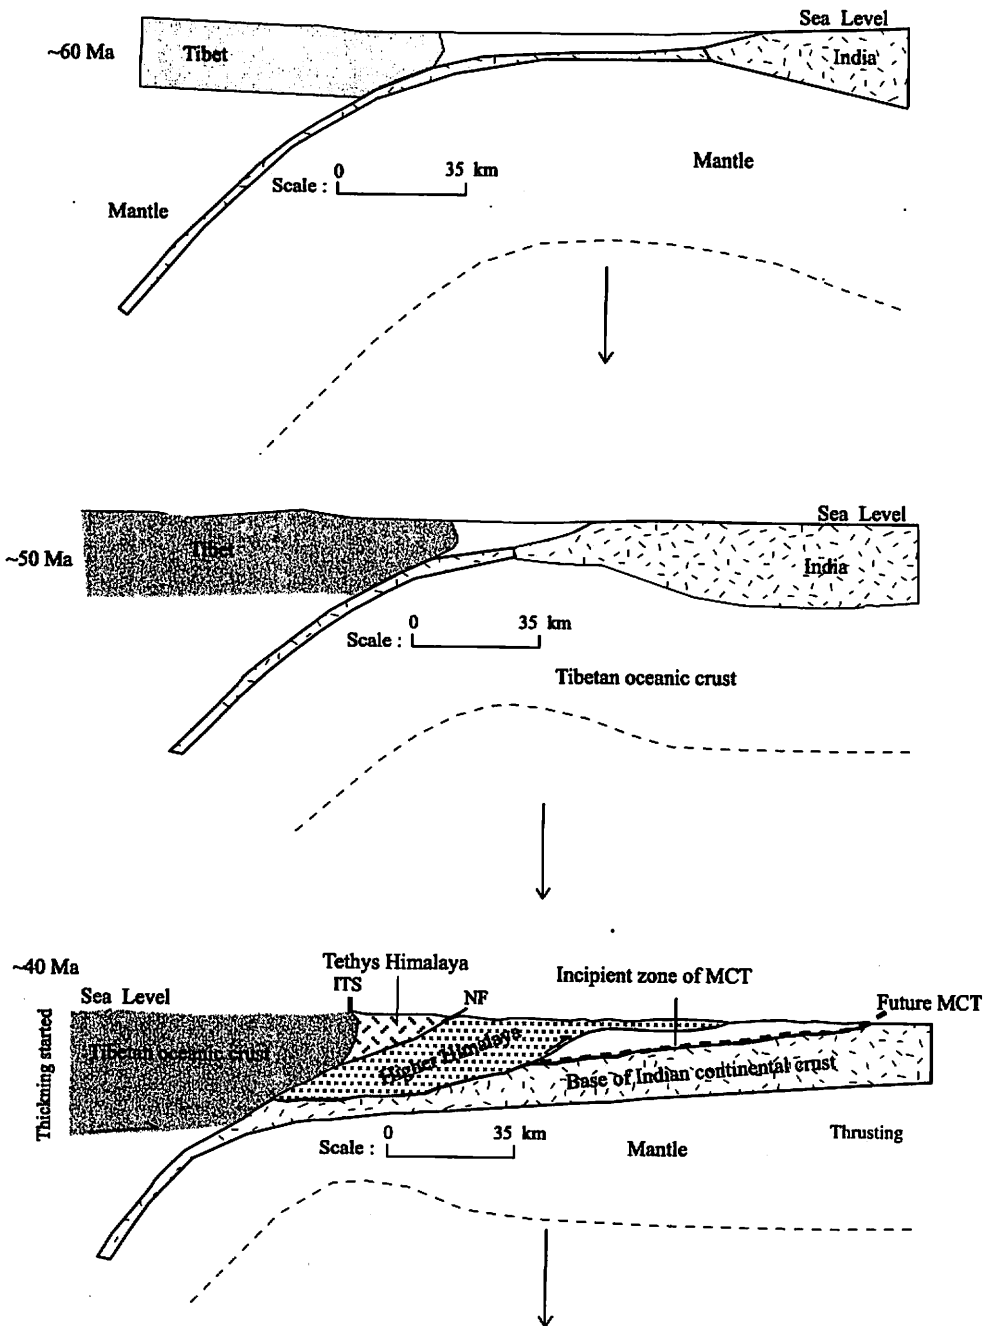 Sea Level
~60 Ma
Tibet
India
0 35 km
Scale :
Mantle
Mantle
Sea Level
~50 Ma
Tibet
India
0 35 km
Scale :
Tibetan oceanic crust
~40 Ma
Tethys Himalaya
Incipient zone of MCT
Sea Level
ITS
NF
Future MCT
Thickning started
Tibetan oceanic crust
Higher Himalaya
Base of Indian continental crust
0 35 km
Scale :
Mantle
Thrusting